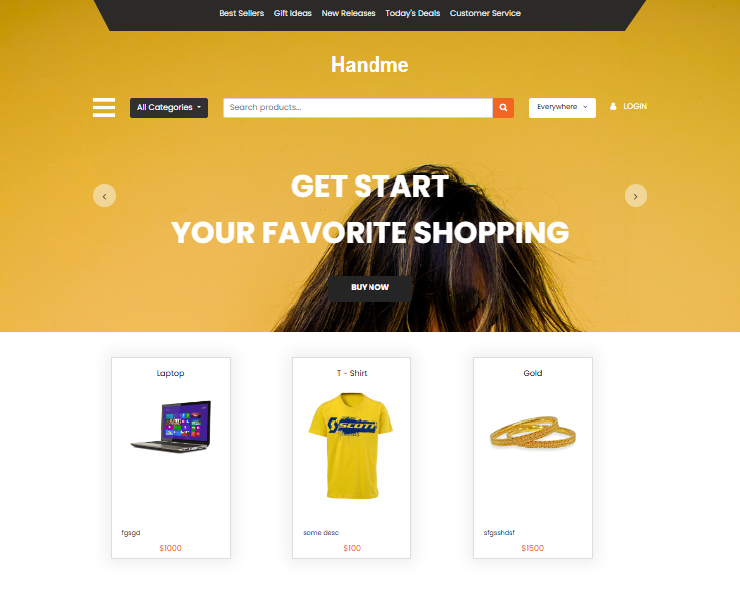 Best Sellers Gift Ideas New Releases Today's Deals Customer Service
Handme
All Categories Search products... Everywhere LOGIN
GET START
YOUR FAVORITE SHOPPING
BUY NOW
Laptop T - Shirt Gold
SCOTT
fgsgd some desc sfgsshdsf
$1000 $100 $1500